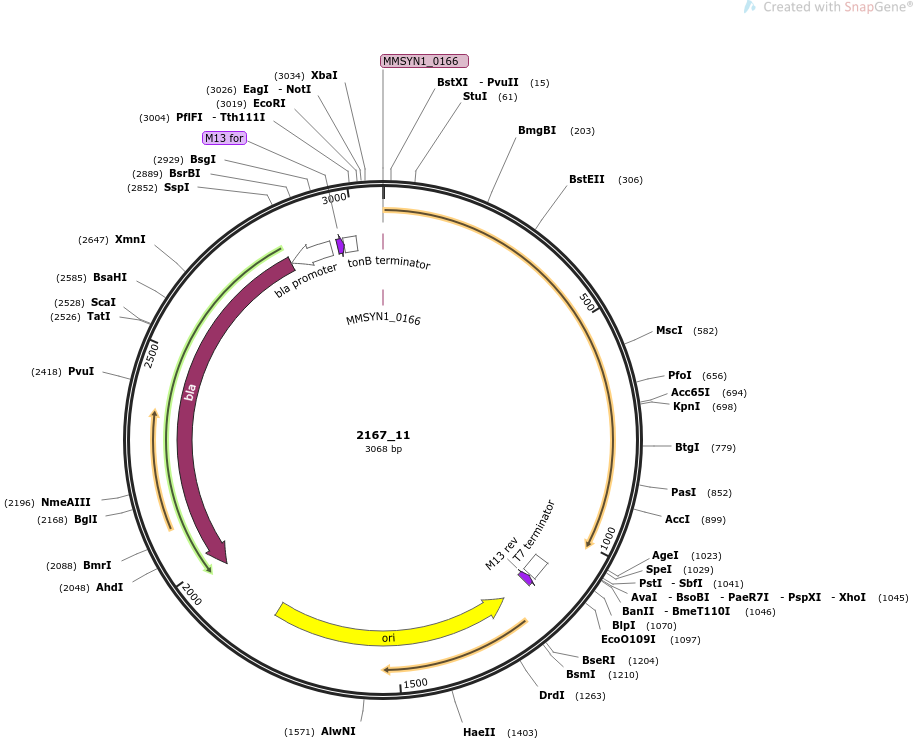 Created with SnapGene®
MMSYN1_0166
(3034) XbaI
(3026) EagI - NotI
(3019) EcoRI
(3004) PflFI - Tth111I
M13 for
(2929) BsgI
(2889) BsrBI
(2852) SspI
(2647) XmnI
(2585) BsaHI
(2528) ScaI
(2526) TatI
(2418) PvuI
(2196) NmeAIII
(2168) BglI
(2088) BmrI
(2048) AhdI
(1571) AlwNI
BstXI - PvuII (15)
StuI (61)
BmgBI (203)
BstEII (306)
MscI (582)
PfoI (656)
Acc65I (694)
KpnI (698)
BtgI (779)
PasI (852)
AccI (899)
AgeI (1023)
SpeI (1029)
PstI - SbfI (1041)
AvaI - BsoBI - PaeR7I - PspXI - XhoI (1045)
BanII - BmeT110I (1046)
BlpI (1070)
EcoO109I (1097)
BseRI (1204)
BsmI (1210)
DrdI (1263)
HaeII (1403)
500
1000
1500
2000
2500
3000
bla promoter
tonB terminator
MMSYN1_0166
bla
2167_11
3068 bp
M13 rev
T7 terminator
ori